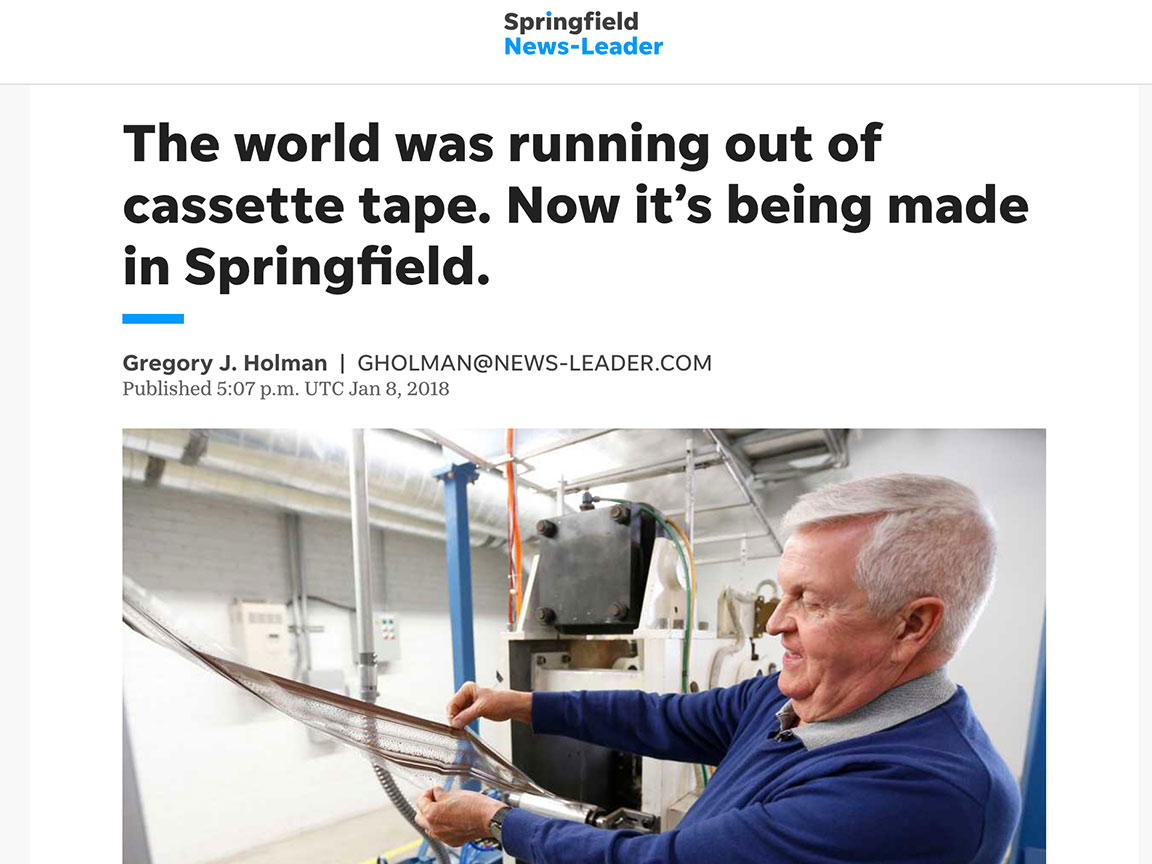 Springfield
News-Leader
The world was running out of
cassette tape. Now it’s being made
in Springfield.
Gregory J. Holman | GHOLMAN@NEWS-LEADER.COM
Published 5:07 p.m. UTC Jan 8, 2018